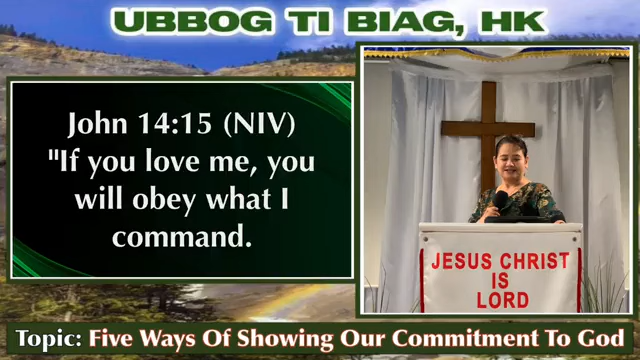 UBBOG TI BIAG, HK
John 14:15 (NIV)
"If you love me, you
will obey what I
command.
JESUS CHRIST
IS
LORD
Topic: Five Ways Of Showing Our Commitment To God